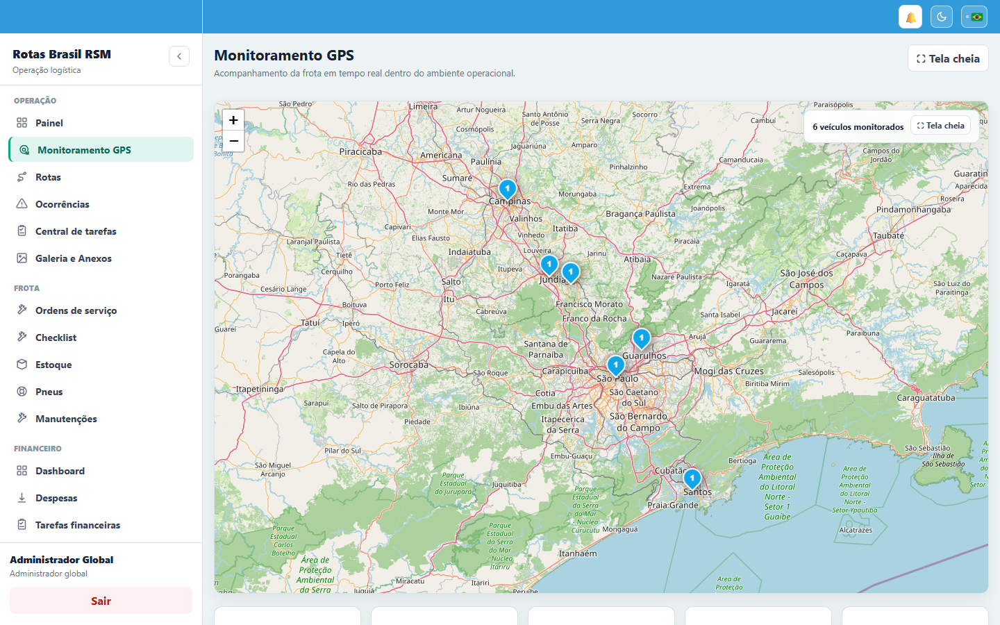 Rotas Brasil RSM
Operação logística
OPERAÇÃO
Painel
Monitoramento GPS
Rotas
Ocorrências
Central de tarefas
Galeria e Anexos
FROTA
Ordens de serviço
Checklist
Estoque
Pneus
Manutenções
FINANCEIRO
Dashboard
Despesas
Tarefas financeiras
Administrador Global
Administrador global
Sair
Monitoramento GPS
Acompanhamento da frota em tempo real dentro do ambiente operacional.
Tela cheia
+
−
6 veículos monitorados
Tela cheia
São Pedro
Limeira
Artur Nogueira
Santo Antônio
de Posse
Socorro
Serra Negra
Paraisópolis
Cambuí
Cosmópolis
Piracicaba
Americana
Paulínia
Jaguariúna
Amparo
Campos do
Jordão
Camanducaia
Pinhalzinho
Sumaré
Guaratin
Aparecida
Rio das Pedras
1
Campinas
Morungaba
Extrema
Roseira
Monte Mor
Valinhos
Bragança Paulista
Joanópolis
Pindamonhangaba
Capivari
Itatiba
Vinhedo
Elias Fausto
Laranjal Paulista
Piracaia
Taubaté
Indaiatuba
Louveira
Jarinu
Tietê
Atibaia
Caçapava
Cerquilho
Itupeva
1
1
Porangaba
Jundia
Nazaré Paulista
São José dos
Campos
Salto
Porto Feliz
Igaratá
São Luiz do
Paraitinga
Cesário Lange
Itu
Boituva
Francisco Morato
Cabreúva
Franco da Rocha
Santa Isabel
Jacareí
Tatuí
Iperó
Guareí
Paraibuna
1
Arujá
Guararema
Santana de
Parnaíba
Capela do
Alto
Guarulhos
Sorocaba
1
São Roque
Carapicuíba
Mogi das Cruzes
Salesópolis
São Paulo
Biritiba Mirim
Itapetininga
Cotia
São Caetano
do Sul
Caraguatatuba
Sarapuí
Salto de Pirapora
Ibiúna
Embu das Artes
Piedade
Itapecerica
da Serra
São Bernardo
do Campo
Pilar do Sul
Embu-Guaçu
São Sebastião
Ilha de
São Sebastião
São Miguel
Arcanjo
Bertioga
Cubatão
Área de
Proteção
Ambiental
do Litoral
Norte -
Setor 1
Guaíbe
Área de
Proteção
Ambiental
do Litoral
Norte -
Setor Ypautiba
Parque
Estadual
do Jurupará
Juquitiba
1
Santos
Parque
Estadual
da Serra
do Mar
- Núcleo
Curucutu
Praia Grande
Parque
Estadual
Carlos
Botelho
Parque
Estadual
da Serra
do Mar
Núcleo
Itariru
Mongaguá
Alcatrazes
Itanhaém
Área de
Proteção
Ambiental
da Serra
Miracatu
Itariri
Peruíbe
Juquiá
Área de
Proteção